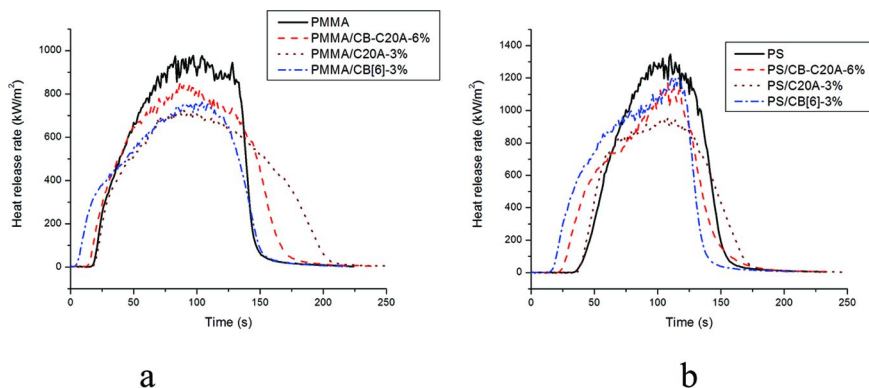 PMMA
PMMA/CB-C20A-6%
PMMA/C20A-3%
PMMA/CB[6]-3%
Heat release rate (kW/m²)
1000
800
600
400
200
0
0 50 100 150 200 250
Time (s)
a
PS
PS/CB-C20A-6%
PS/C20A-3%
PS/CB[6]-3%
Heat release rate (kW/m²)
1400
1200
1000
800
600
400
200
0
0 50 100 150 200 250
Time (s)
b